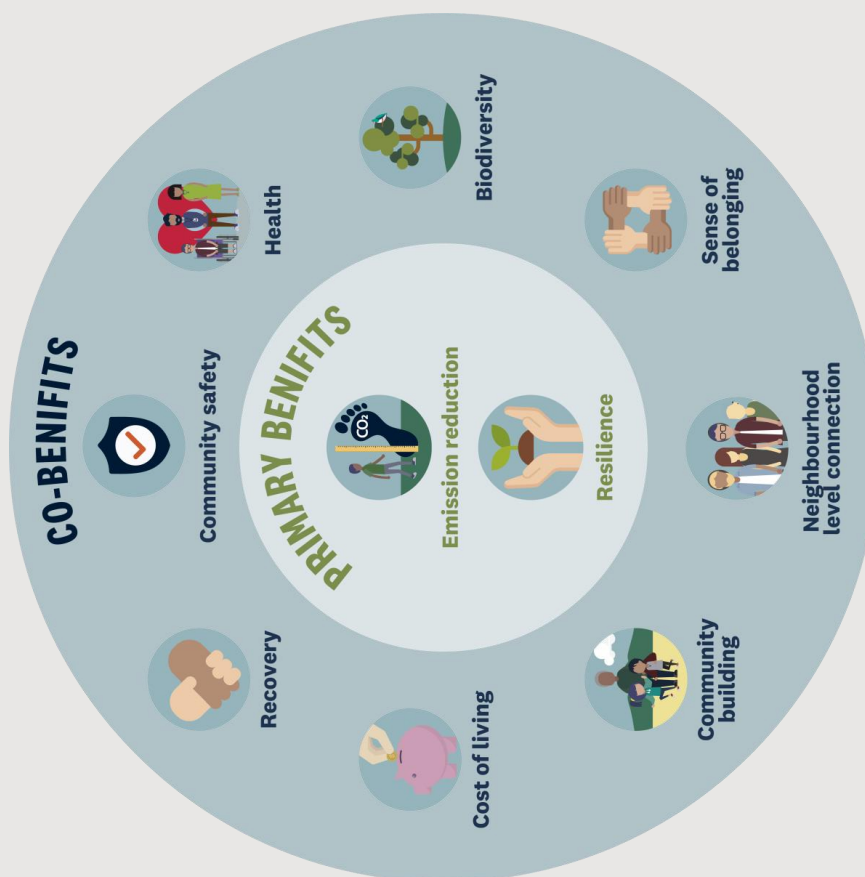 CO-BENIFITS
Community safety
Health
Biodiversity
Sense of
belonging
Neighbourhood
level connection
Community
building
Cost of living
Recovery
PRIMARY BENIFITS
CO₂
Emission reduction
Resilience